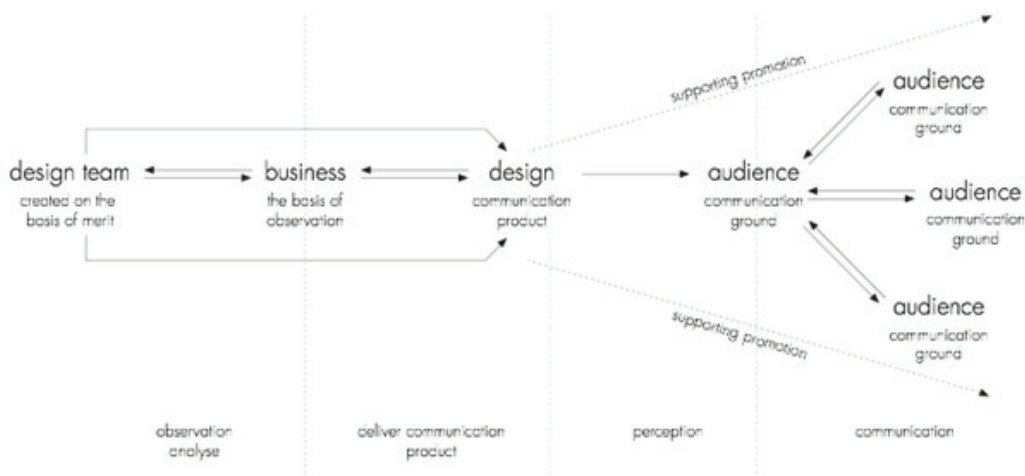 supporting promotion
audience
communication
ground
design team
created on the
basis of merit
business
the basis of
observation
design
communication
product
audience
communication
ground
audience
communication
ground
audience
communication
ground
supporting promotion
observation
analyse
deliver communication
product
perception
communication